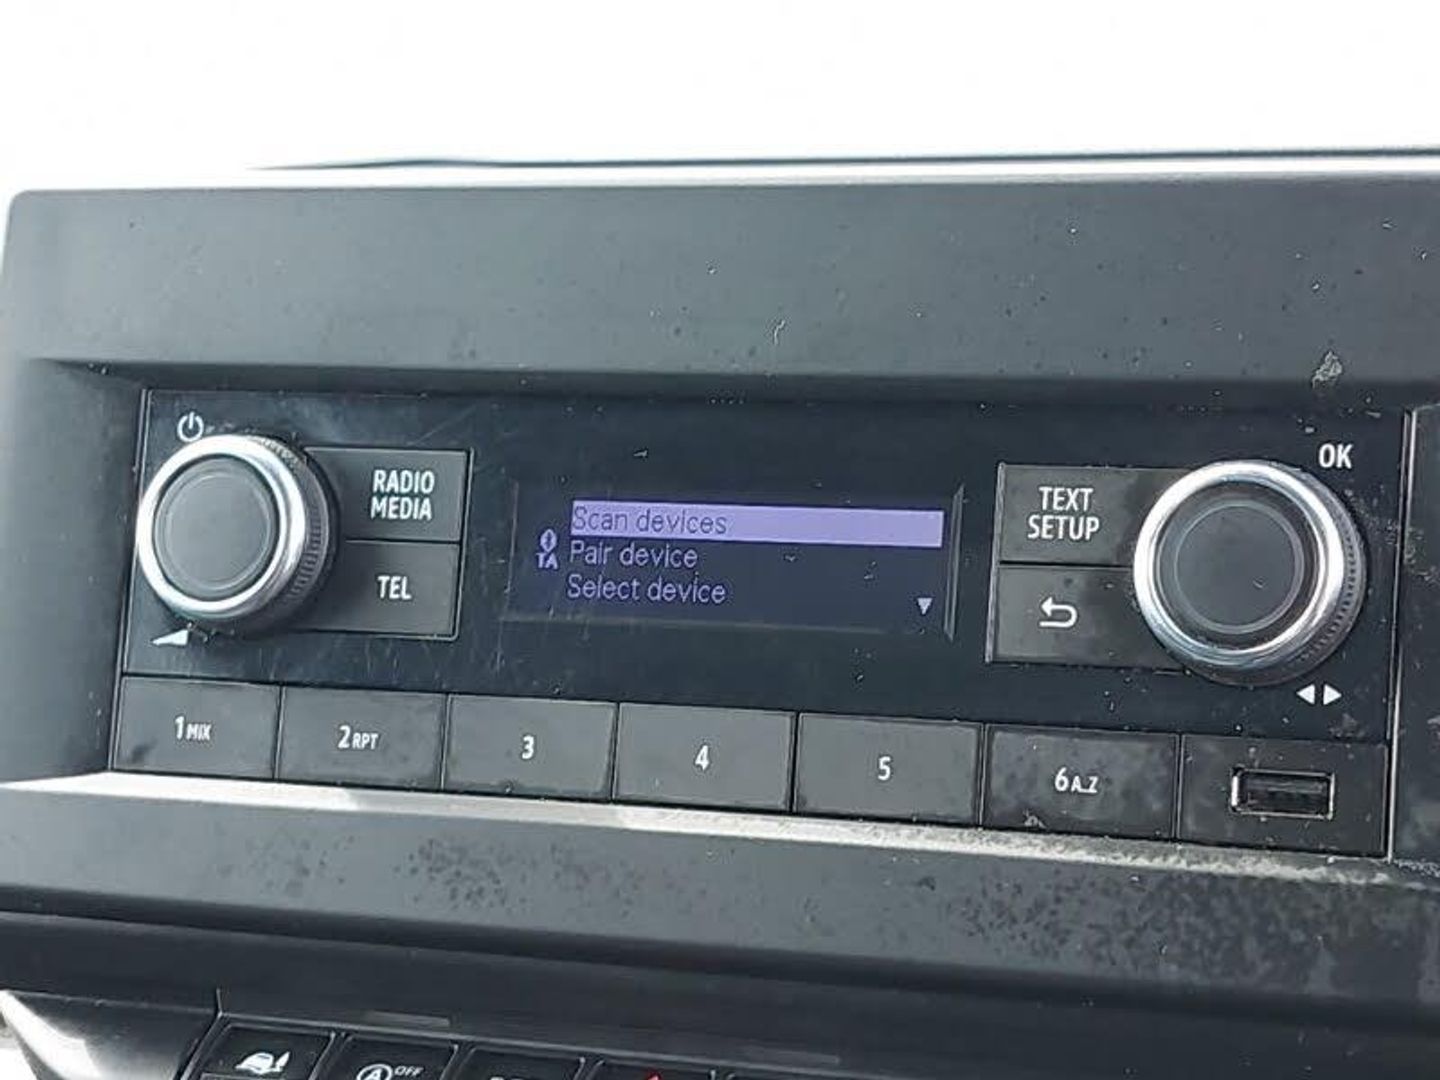 OK
RADIO
MEDIA
TEXT
SETUP
Scan devices
Pair device
TA
Select device
TEL
1MIX
2RPT
3
4
5
6A..Z
A OFF